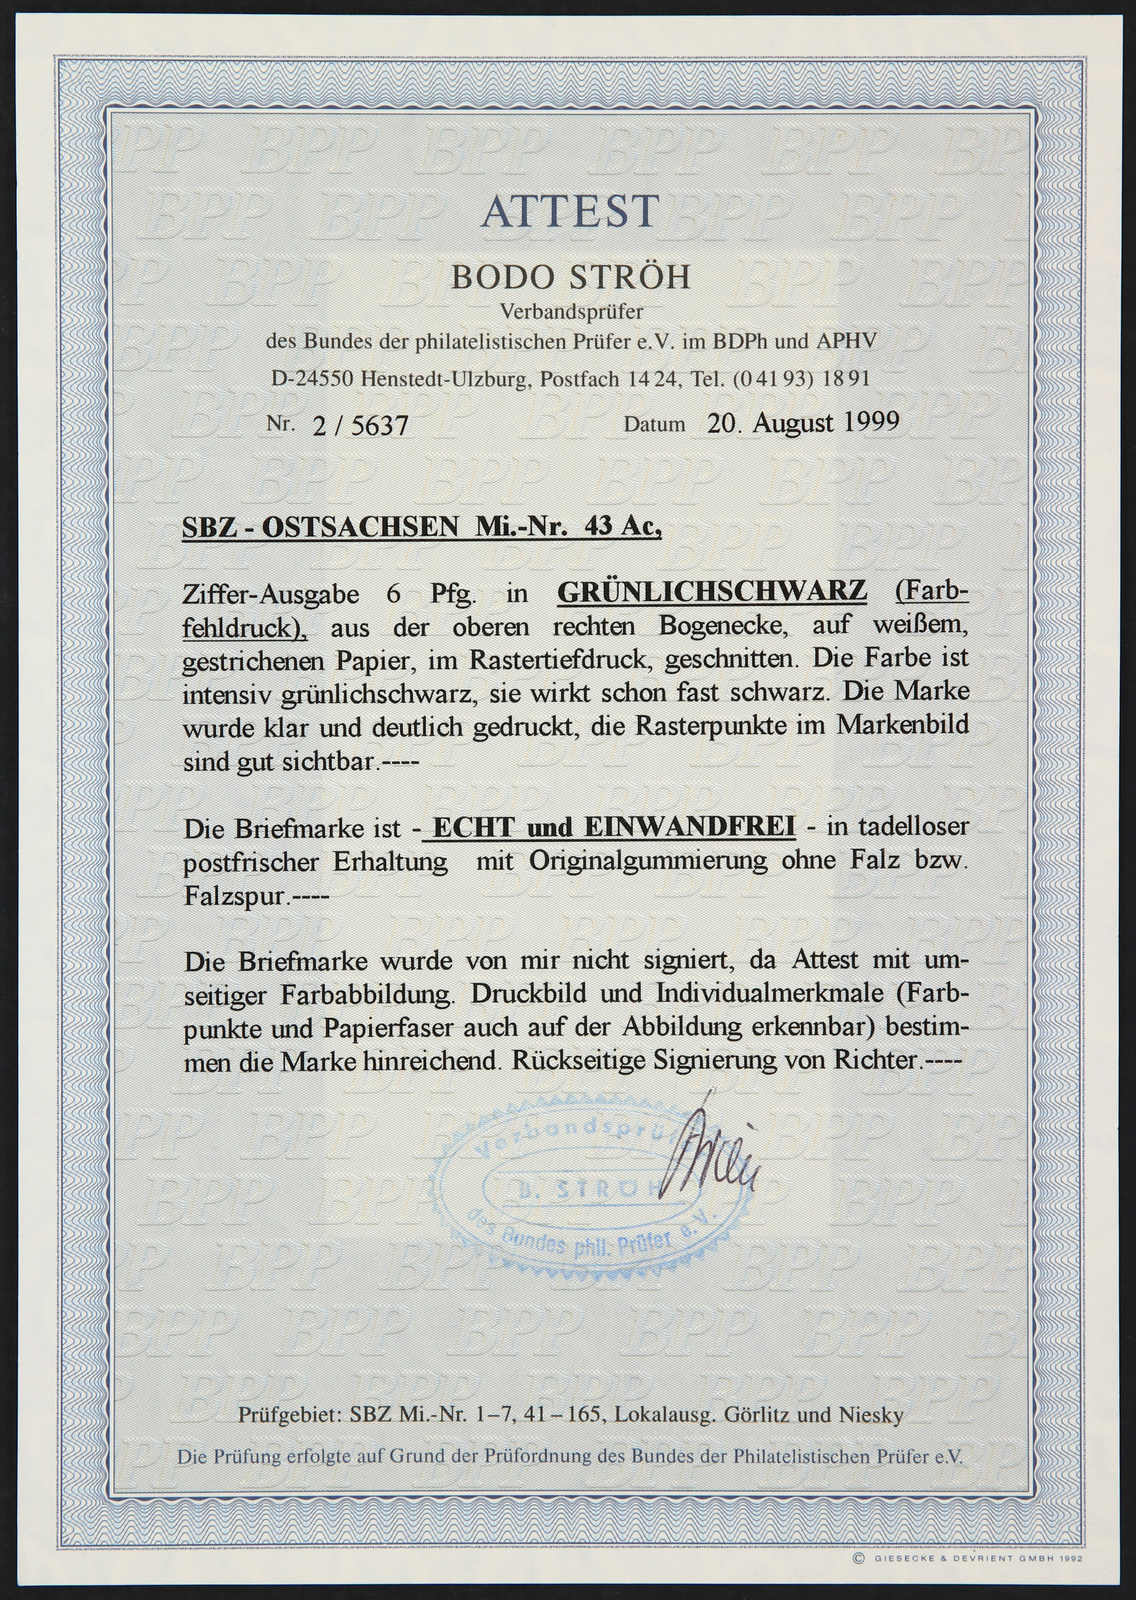 ATTEST
BODO STRÖH
Verbandsprüfer
des Bundes der philatelistischen Prüfer e.V. im BDPh und APHV
D-24550 Henstedt-Ulzburg, Postfach 14 24, Tel. (0 41 93) 18 91
Nr. 2 / 5637 Datum 20. August 1999
SBZ - OSTSACHSEN Mi.-Nr. 43 Ac,
Ziffer-Ausgabe 6 Pfg. in GRÜNLICHSCHWARZ (Farb-
fehldruck), aus der oberen rechten Bogenecke, auf weißem,
gestrichenen Papier, im Rastertiefdruck, geschnitten. Die Farbe ist
intensiv grünlichschwarz, sie wirkt schon fast schwarz. Die Marke
wurde klar und deutlich gedruckt, die Rasterpunkte im Markenbild
sind gut sichtbar.----
Die Briefmarke ist - ECHT und EINWANDFREI - in tadelloser
postfrischer Erhaltung mit Originalgummierung ohne Falz bzw.
Falzspur.----
Die Briefmarke wurde von mir nicht signiert, da Attest mit um-
seitiger Farbabbildung. Druckbild und Individualmerkmale (Farb-
punkte und Papierfaser auch auf der Abbildung erkennbar) bestim-
men die Marke hinreichend. Rückseitige Signierung von Richter.----
Verbandsprüfer
B. STRÖH
des Bundes phil. Prüfer e.V.
Prüfgebiet: SBZ Mi.-Nr. 1–7, 41–165, Lokalausg. Görlitz und Niesky
Die Prüfung erfolgte auf Grund der Prüfordnung des Bundes der Philatelistischen Prüfer e.V.
© GIESECKE & DEVRIENT GMBH 1992